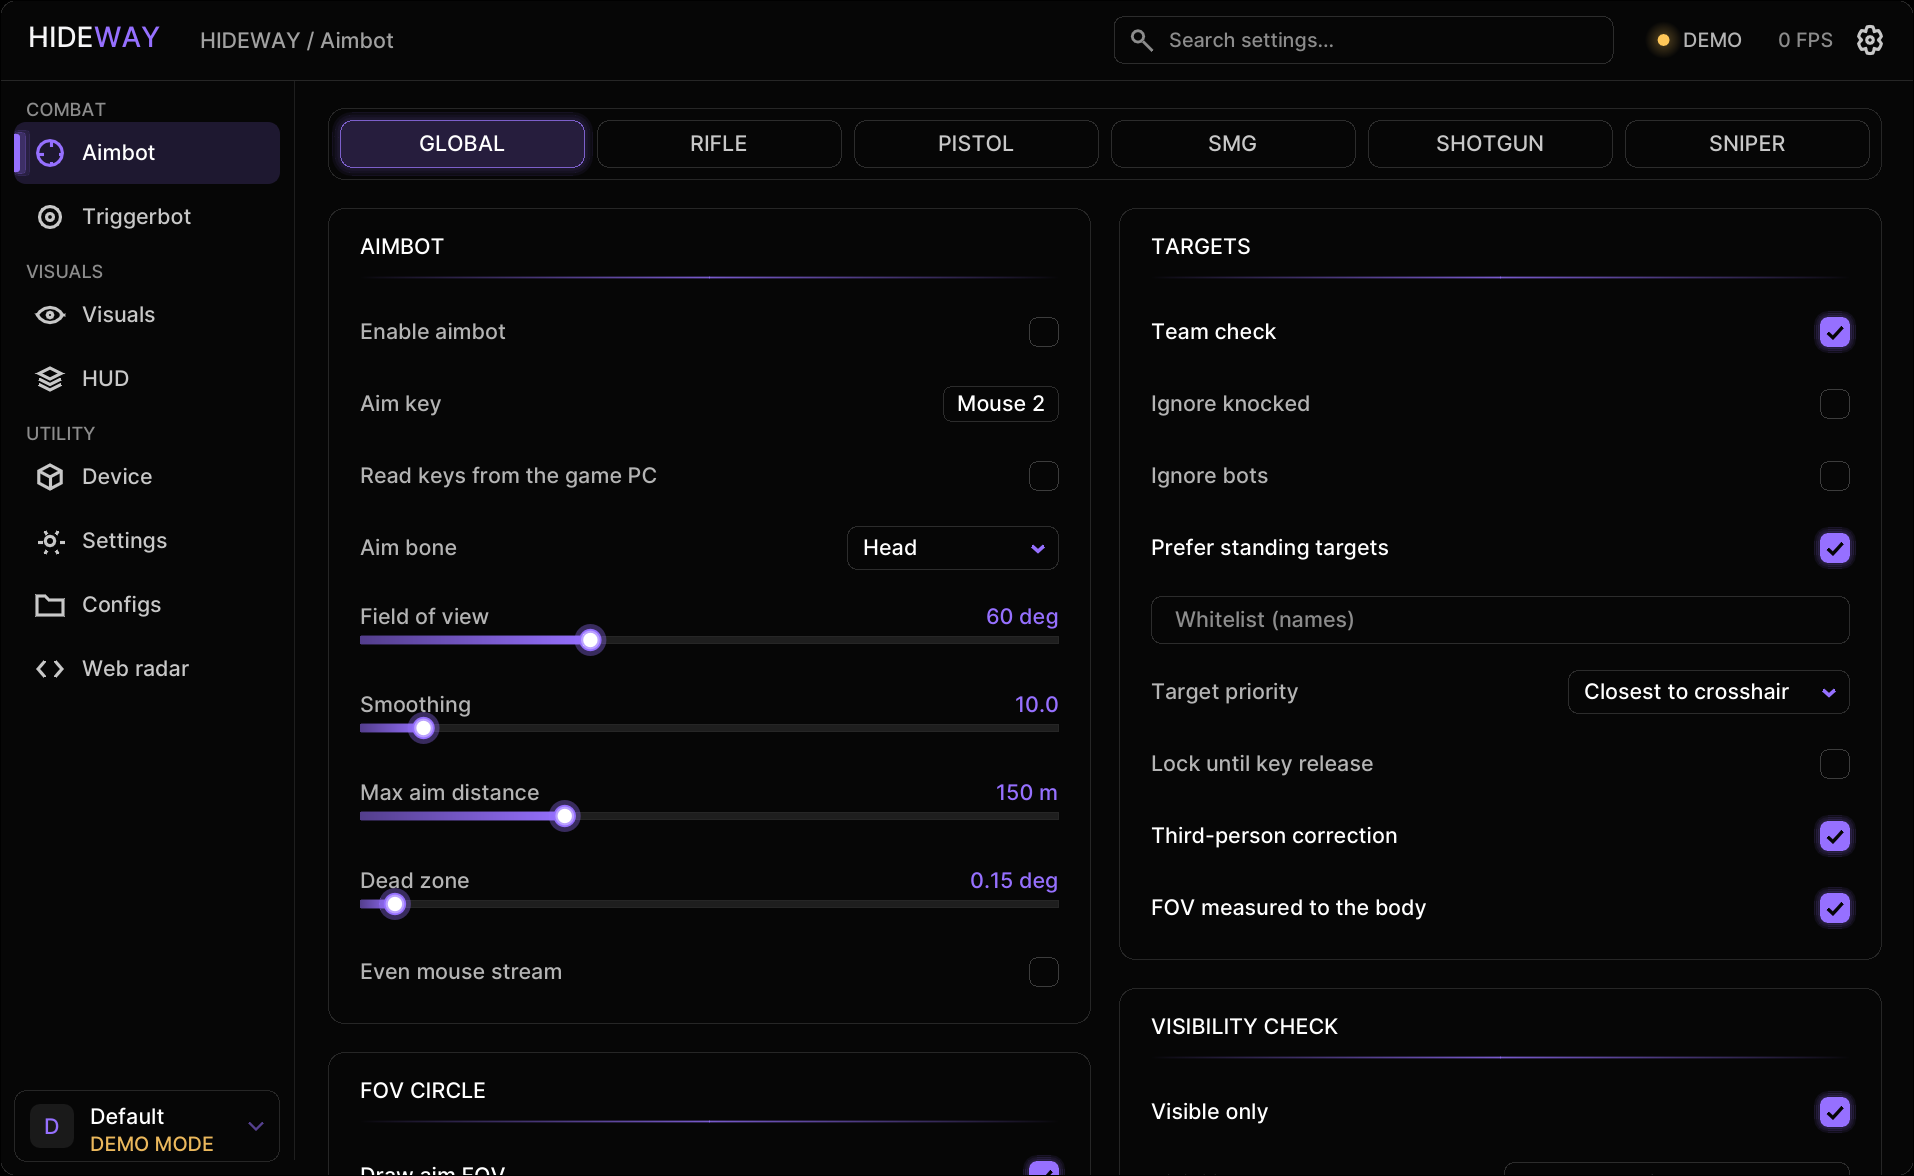 HIDEWAY
HIDEWAY / Aimbot
Search settings...
DEMO
0 FPS
COMBAT
Aimbot
Triggerbot
VISUALS
Visuals
HUD
UTILITY
Device
Settings
Configs
Web radar
D
Default
DEMO MODE
GLOBAL
RIFLE
PISTOL
SMG
SHOTGUN
SNIPER
AIMBOT
Enable aimbot
Aim key
Mouse 2
Read keys from the game PC
Aim bone
Head
Field of view
60 deg
Smoothing
10.0
Max aim distance
150 m
Dead zone
0.15 deg
Even mouse stream
FOV CIRCLE
Draw aim FOV
TARGETS
Team check
Ignore knocked
Ignore bots
Prefer standing targets
Whitelist (names)
Target priority
Closest to crosshair
Lock until key release
Third-person correction
FOV measured to the body
VISIBILITY CHECK
Visible only